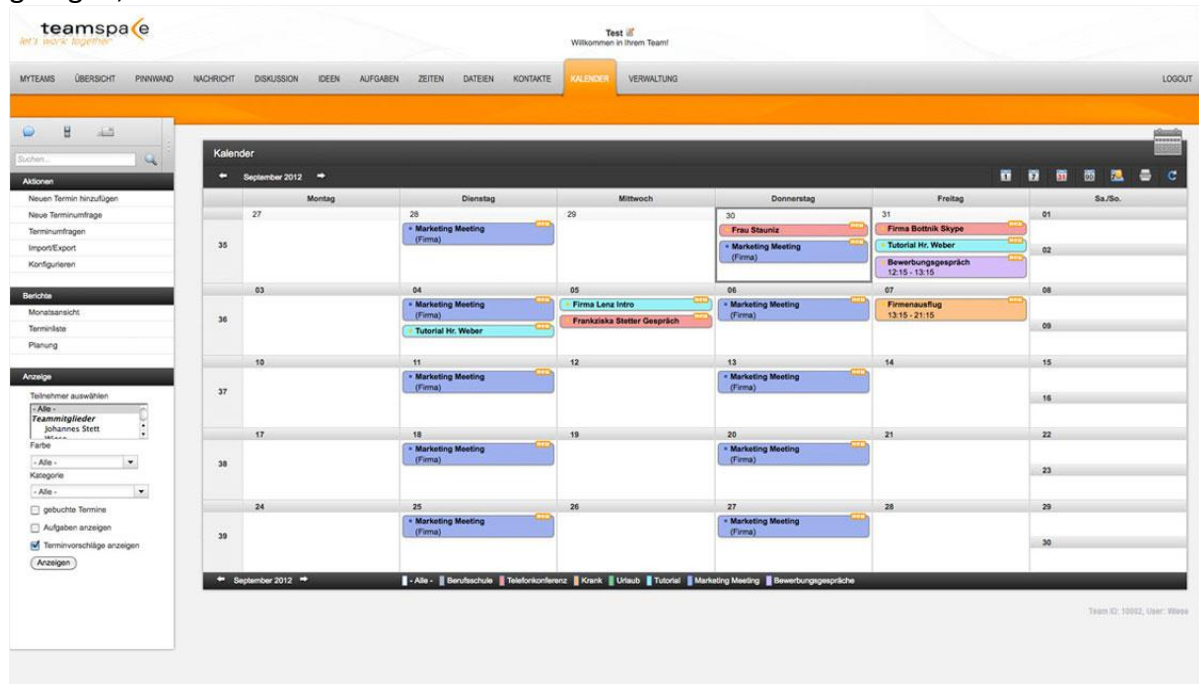 teamspace
let's work together
Test
Willkommen in Ihrem Team!
MYTEAMS ÜBERSICHT PINNWAND NACHRICHT DISKUSSION IDEEN AUFGABEN ZEITEN DATEIEN KONTAKTE KALENDER VERWALTUNG LOGOUT
Suchen...
Aktionen
Neuen Termin hinzufügen
Neue Terminumfrage
Terminumfragen
Import/Export
Konfigurieren
Berichte
Monatsansicht
Terminliste
Planung
Anzeige
Teilnehmer auswählen
- Alle -
Teammitglieder
Johannes Stett
Wiese
Farbe
- Alle -
Kategorie
- Alle -
gebuchte Termine
Aufgaben anzeigen
Terminvorschläge anzeigen
Anzeigen
Kalender
September 2012
Montag Dienstag Mittwoch Donnerstag Freitag Sa./So.
35
27
28
Marketing Meeting
(Firma)
29
30
Frau Stauniz
Marketing Meeting
(Firma)
31
Firma Bottnik Skype
Tutorial Hr. Weber
Bewerbungsgespräch
12:15 - 13:15
01
02
36
03
04
Marketing Meeting
(Firma)
Tutorial Hr. Weber
05
Firma Lenz Intro
Frankziska Stetter Gespräch
06
Marketing Meeting
(Firma)
07
Firmenausflug
13:15 - 21:15
08
09
37
10
11
Marketing Meeting
(Firma)
12
13
Marketing Meeting
(Firma)
14
15
16
38
17
18
Marketing Meeting
(Firma)
19
20
Marketing Meeting
(Firma)
21
22
23
39
24
25
Marketing Meeting
(Firma)
26
27
Marketing Meeting
(Firma)
28
29
30
September 2012
- Alle - Berufsschule Telefonkonferenz Krank Urlaub Tutorial Marketing Meeting Bewerbungsgespräche
Team ID: 10002, User: Wiese